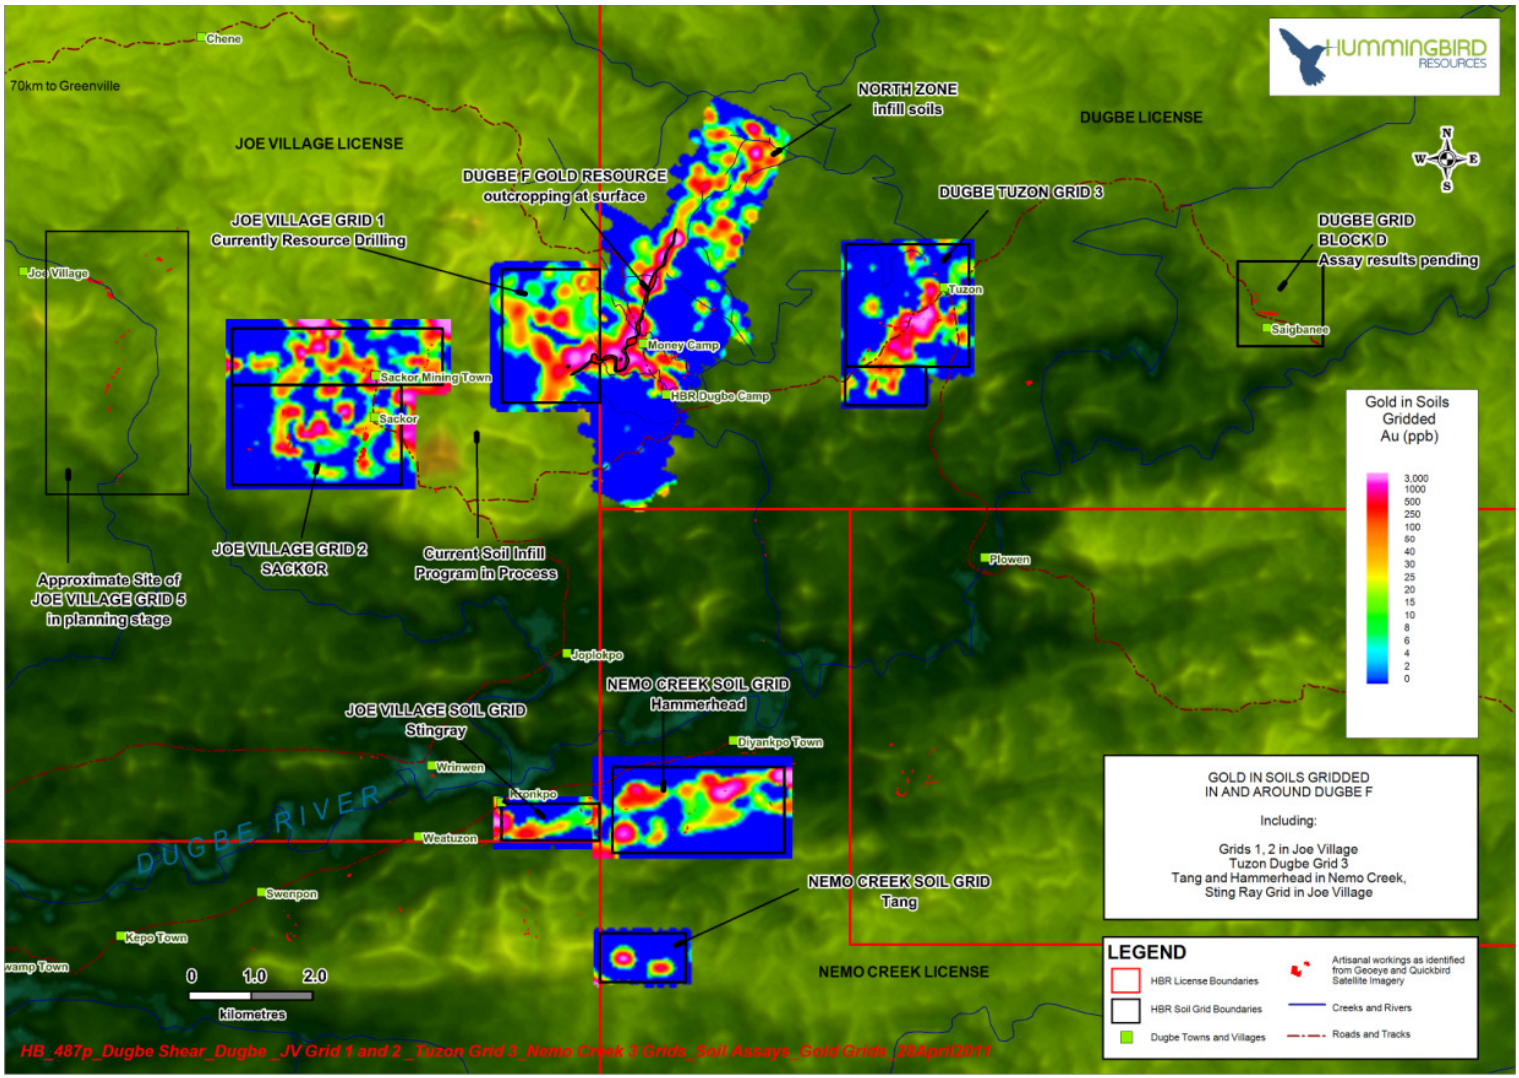 Chene
70km to Greenville
JOE VILLAGE LICENSE
NORTH ZONE
infill soils
DUGBE LICENSE
HUMMINGBIRD
RESOURCES
N
W
E
S
DUGBE F GOLD RESOURCE
outcropping at surface
DUGBE TUZON GRID 3
JOE VILLAGE GRID 1
Currently Resource Drilling
DUGBE GRID
BLOCK D
Assay results pending
Joe Village
Tuzon
Saigbanee
Money Camp
Sackor Mining Town
HBR Dugbe Camp
Sackor
Gold in Soils
Gridded
Au (ppb)
3,000
1000
500
250
100
50
40
30
25
20
15
10
8
6
4
2
0
JOE VILLAGE GRID 2
SACKOR
Current Soil Infill
Program in Process
Plowen
Approximate Site of
JOE VILLAGE GRID 5
in planning stage
Joplokpo
NEMO CREEK SOIL GRID
Hammerhead
JOE VILLAGE SOIL GRID
Stingray
Diyankpo Town
Wrinwen
Kronkpo
DUGBE RIVER
Weatuzon
GOLD IN SOILS GRIDDED
IN AND AROUND DUGBE F
Including:
Grids 1, 2 in Joe Village
Tuzon Dugbe Grid 3
Tang and Hammerhead in Nemo Creek,
Sting Ray Grid in Joe Village
NEMO CREEK SOIL GRID
Tang
Swenpon
Kepo Town
wamp Town
0 1.0 2.0
kilometres
NEMO CREEK LICENSE
LEGEND
HBR License Boundaries
HBR Soil Grid Boundaries
Dugbe Towns and Villages
Artisanal workings as identified
from Geoeye and Quickbird
Satellite Imagery
Creeks and Rivers
Roads and Tracks
HB_487p_Dugbe Shear_Dugbe _JV Grid 1 and 2 _Tuzon Grid 3_Nemo Creek 3 Grids_Soil Assays_Gold Grids_28April2011